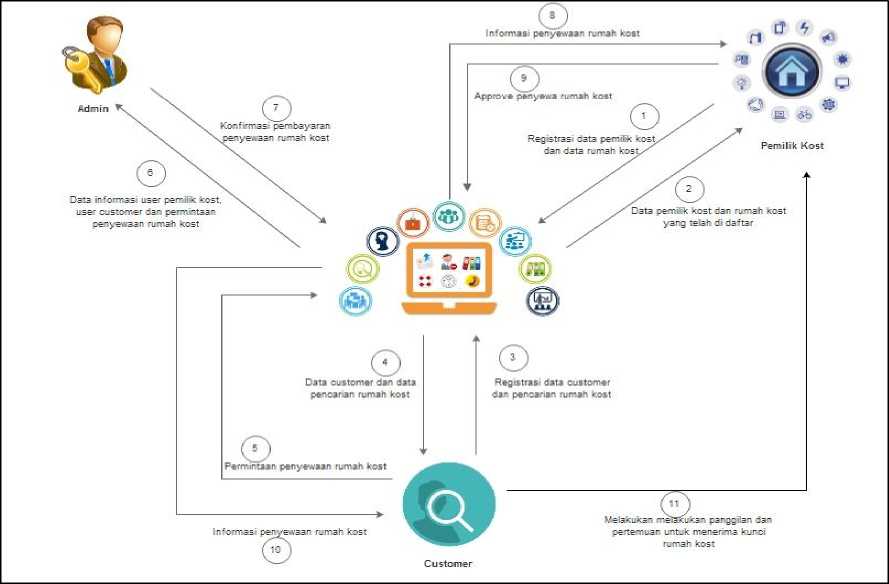 8
Informasi penyewaan rumah kost
9
Approve penyewa rumah kost
Admin
7
Konfirmasi pembayaran
penyewaan rumah kost
1
Registrasi data pemilik kost
dan data rumah kost
Pemilik Kost
6
Data informasi user pemilik kost,
user customer dan permintaan
penyewaan rumah kost
2
Data pemilik kost dan rumah kost
yang telah di daftar
4
Data customer dan data
pencarian rumah kost
3
Registrasi data customer
dan pencarian rumah kost
5
Permintaan penyewaan rumah kost
11
Melakukan melakukan panggilan dan
pertemuan untuk menerima kunci
rumah kost
Informasi penyewaan rumah kost
10
Customer